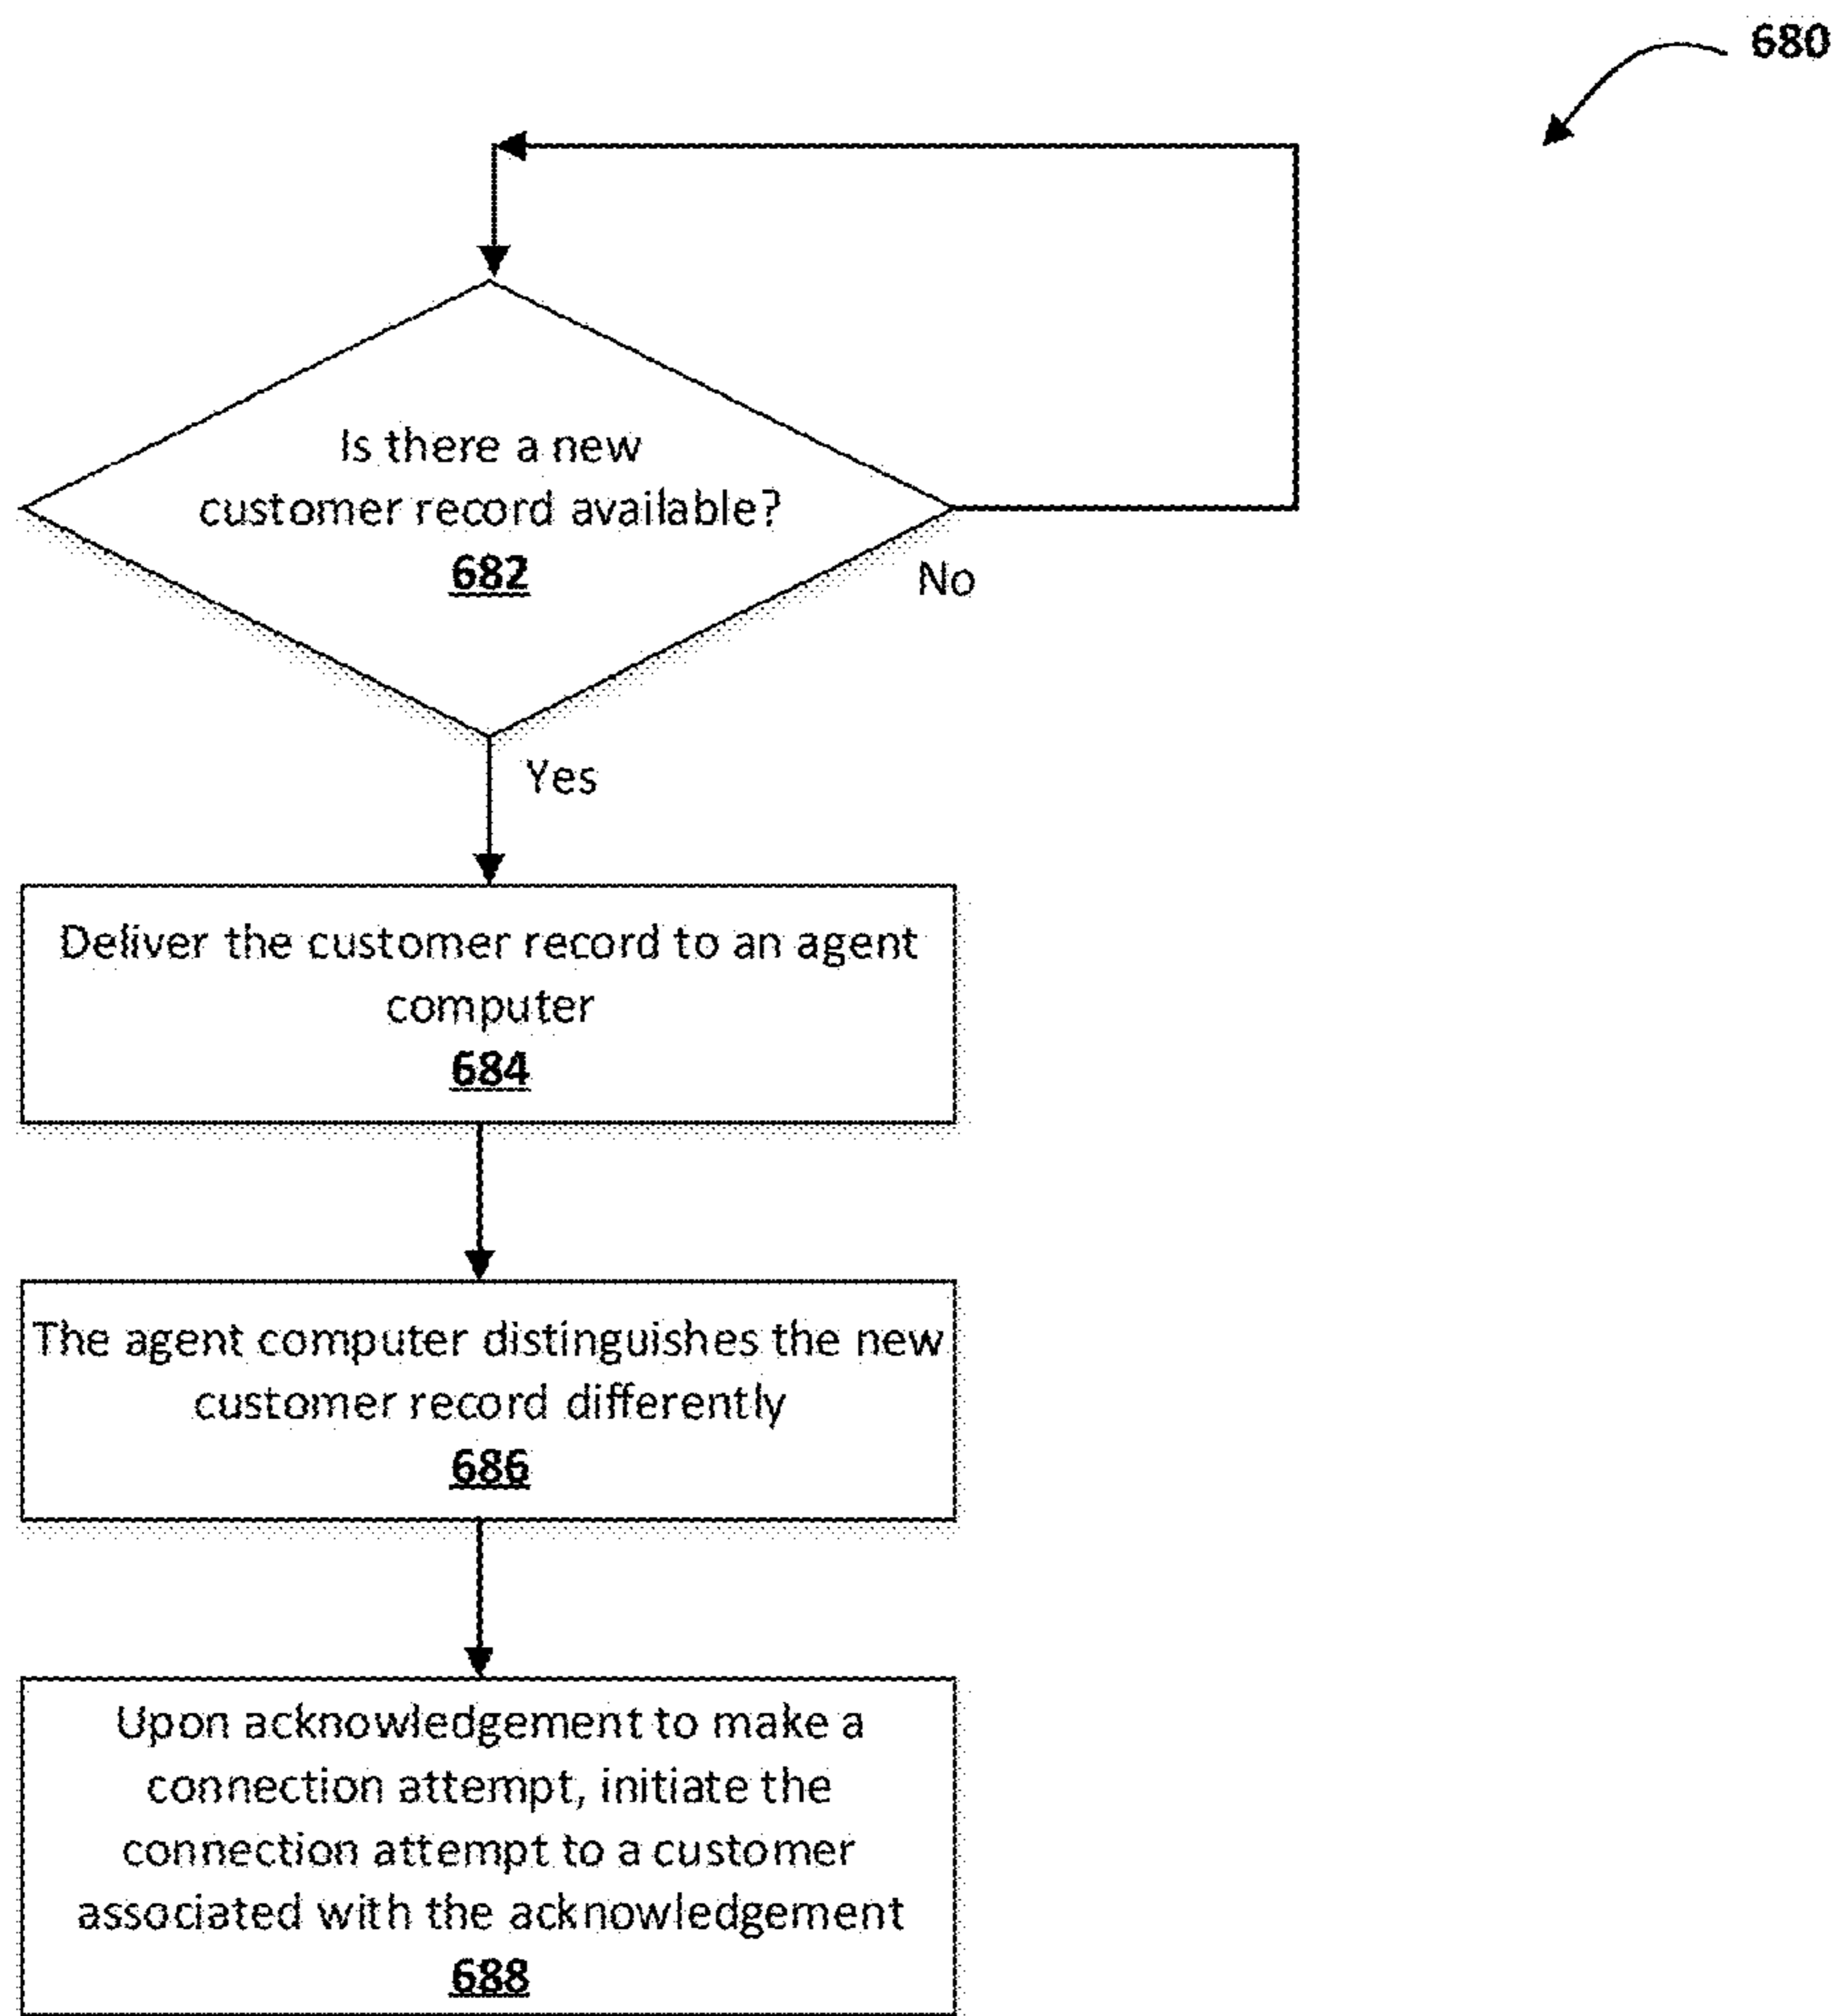 680
Is there a new
customer record available?
682
No
Yes
Deliver the customer record to an agent
computer
684
The agent computer distinguishes the new
customer record differently
686
Upon acknowledgement to make a
connection attempt, initiate the
connection attempt to a customer
associated with the acknowledgement
688